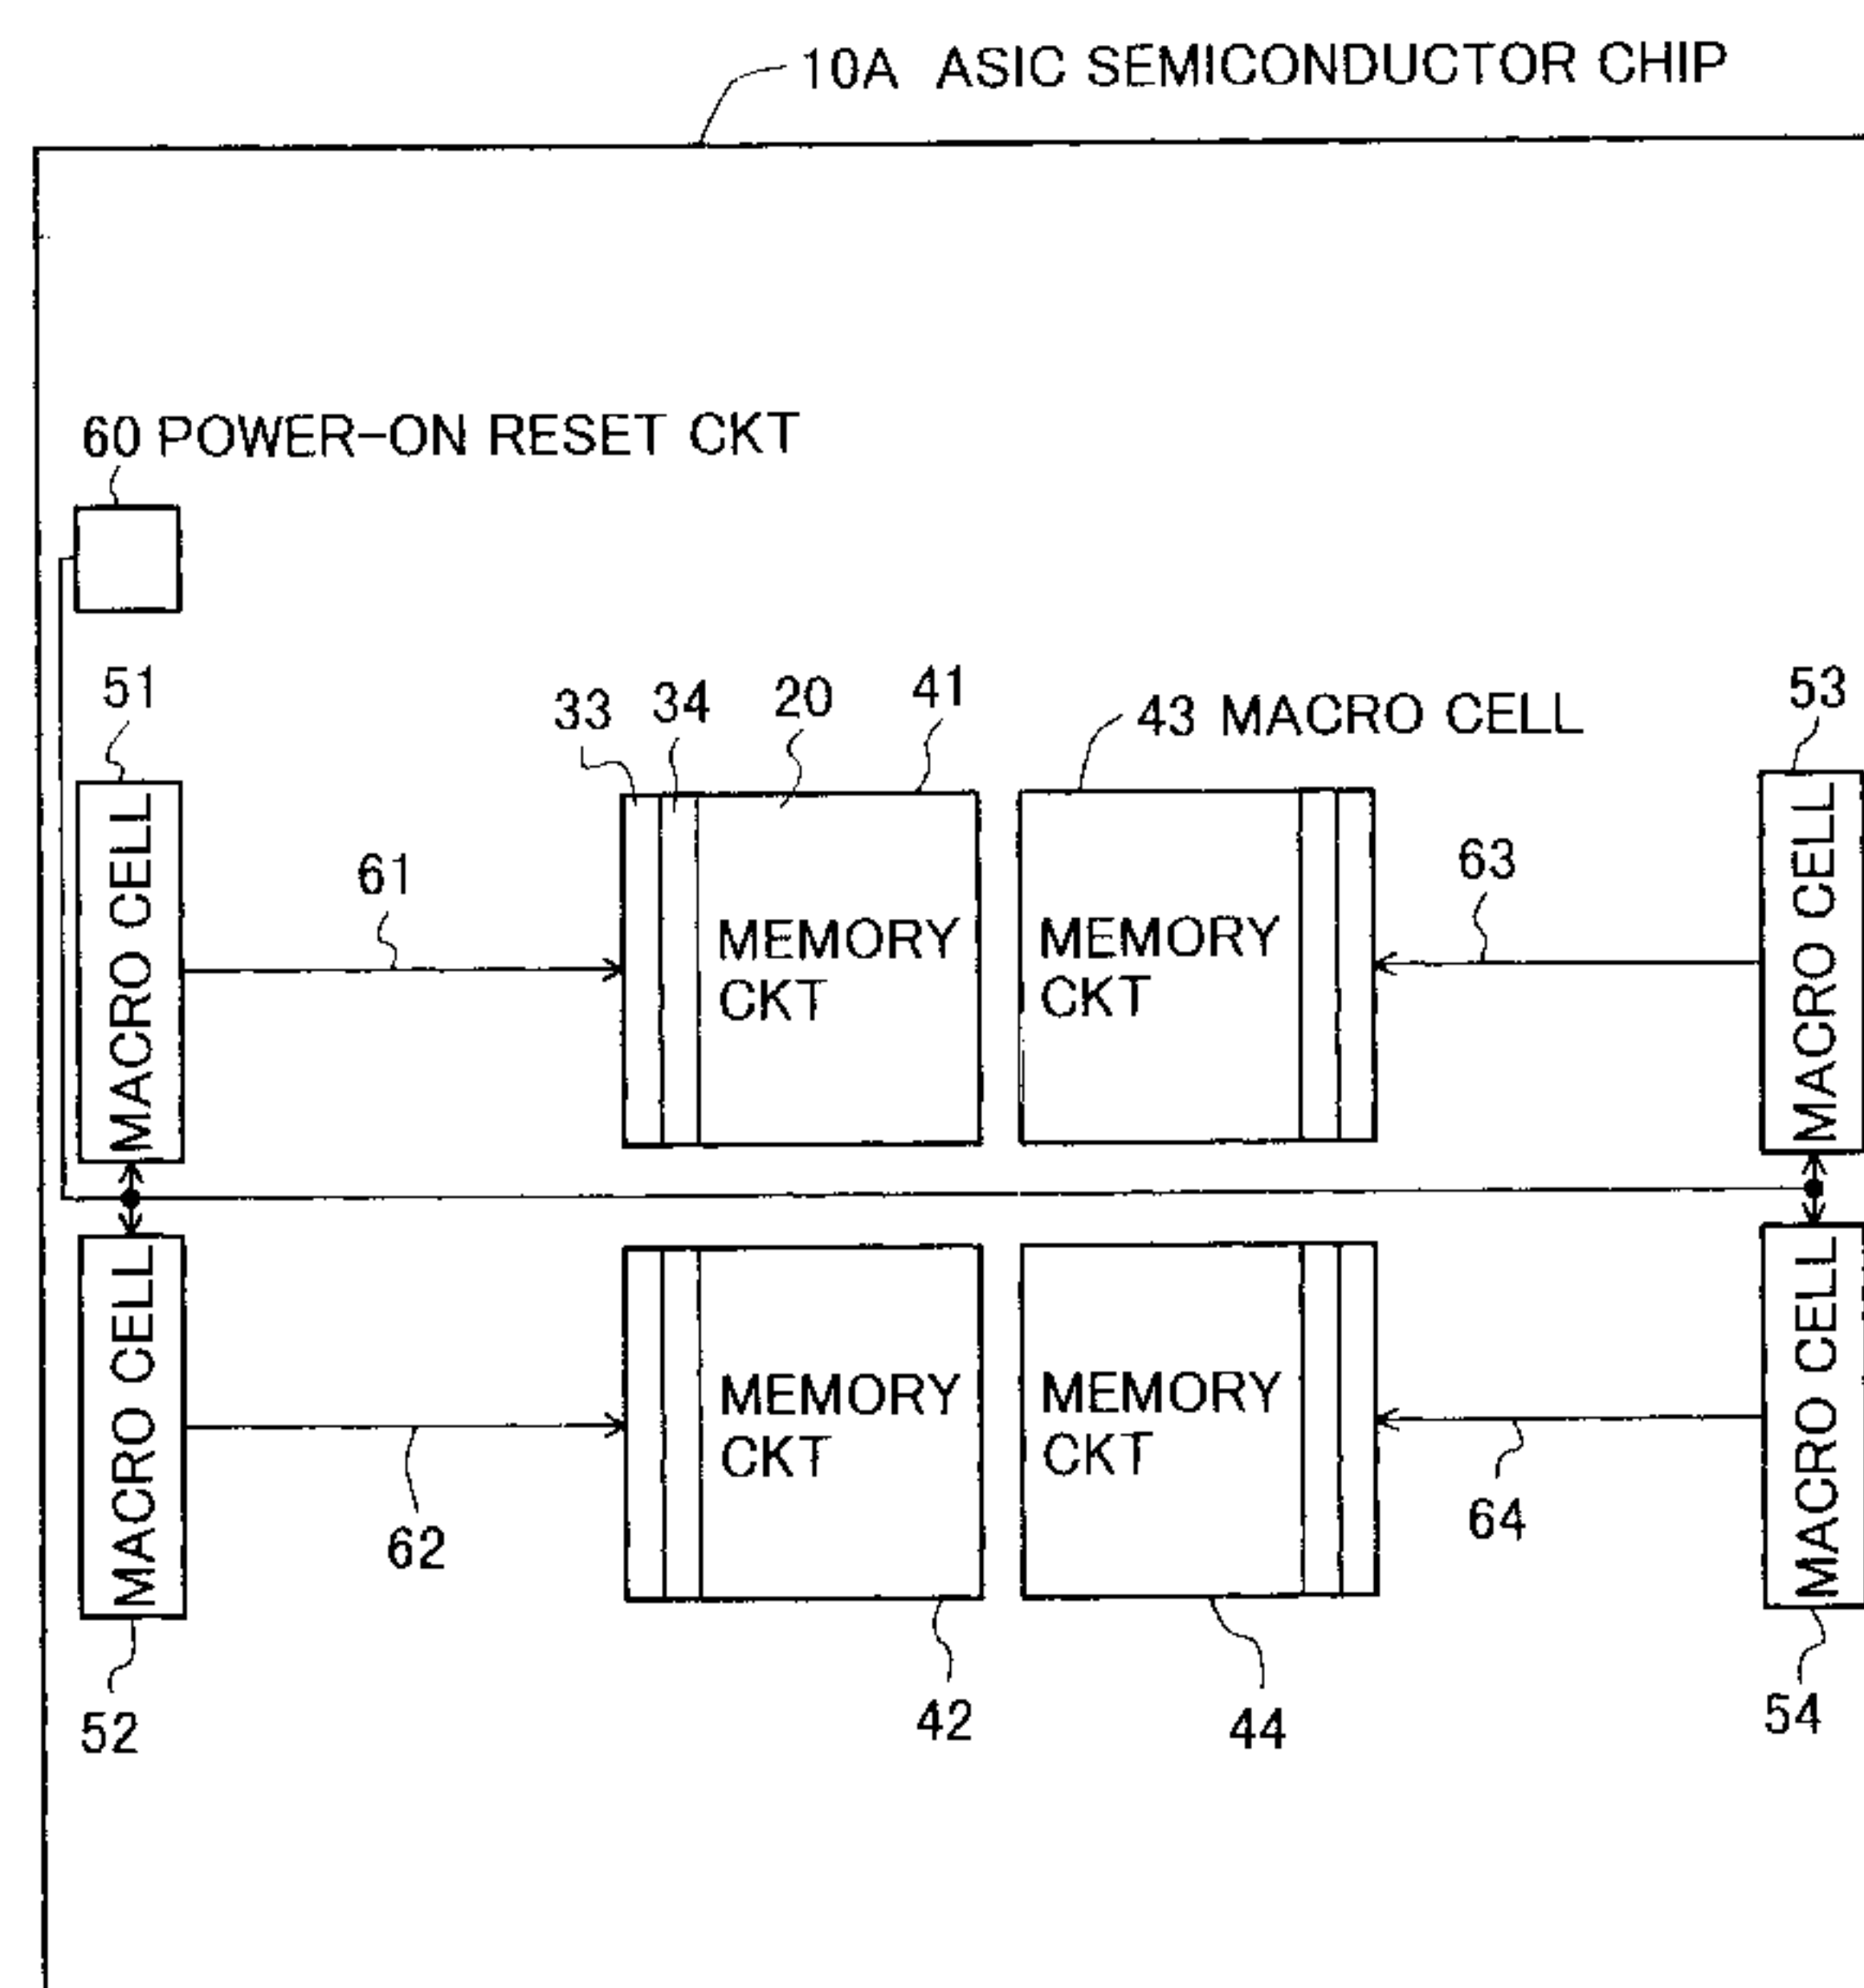 10A ASIC SEMICONDUCTOR CHIP
60 POWER-ON RESET CKT
51
33
34
20
41
43 MACRO CELL
53
MACRO CELL
61
MEMORY
CKT
MEMORY
CKT
63
MACRO CELL
MACRO CELL
62
MEMORY
CKT
MEMORY
CKT
64
MACRO CELL
52
42
44
54